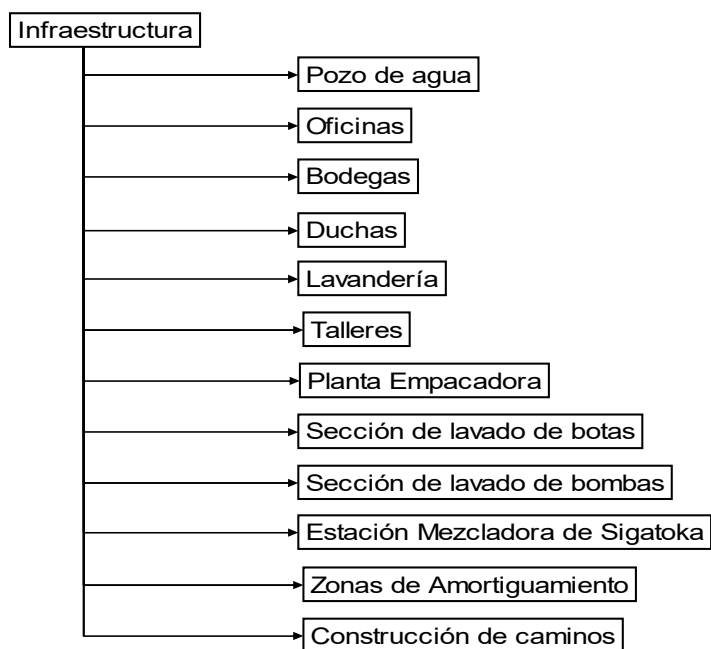 Infraestructura
Pozo de agua
Oficinas
Bodegas
Duchas
Lavandería
Talleres
Planta Empacadora
Sección de lavado de botas
Sección de lavado de bombas
Estación Mezcladora de Sigatoka
Zonas de Amortiguamiento
Construcción de caminos